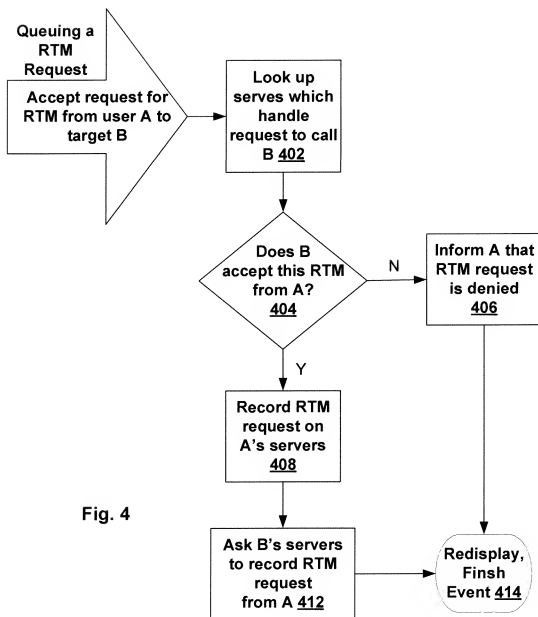 Queuing a
RTM
Request
Accept request for
RTM from user A to
target B
Look up
serves which
handle
request to call
B 402
Does B
accept this RTM
from A?
404
N
Inform A that
RTM request
is denied
406
Y
Record RTM
request on
A's servers
408
Fig. 4
Ask B's servers
to record RTM
request
from A 412
Redisplay,
Finsh
Event 414